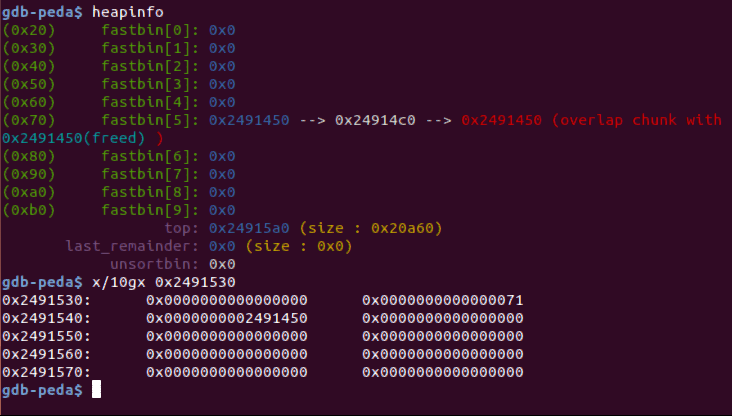 gdb-peda$ heapinfo
(0x20)     fastbin[0]: 0x0
(0x30)     fastbin[1]: 0x0
(0x40)     fastbin[2]: 0x0
(0x50)     fastbin[3]: 0x0
(0x60)     fastbin[4]: 0x0
(0x70)     fastbin[5]: 0x2491450 --> 0x24914c0 --> 0x2491450 (overlap chunk with
0x2491450(freed) )
(0x80)     fastbin[6]: 0x0
(0x90)     fastbin[7]: 0x0
(0xa0)     fastbin[8]: 0x0
(0xb0)     fastbin[9]: 0x0
                  top: 0x24915a0 (size : 0x20a60)
       last_remainder: 0x0 (size : 0x0)
            unsortbin: 0x0
gdb-peda$ x/10gx 0x2491530
0x2491530:      0x0000000000000000      0x0000000000000071
0x2491540:      0x0000000002491450      0x0000000000000000
0x2491550:      0x0000000000000000      0x0000000000000000
0x2491560:      0x0000000000000000      0x0000000000000000
0x2491570:      0x0000000000000000      0x0000000000000000
gdb-peda$